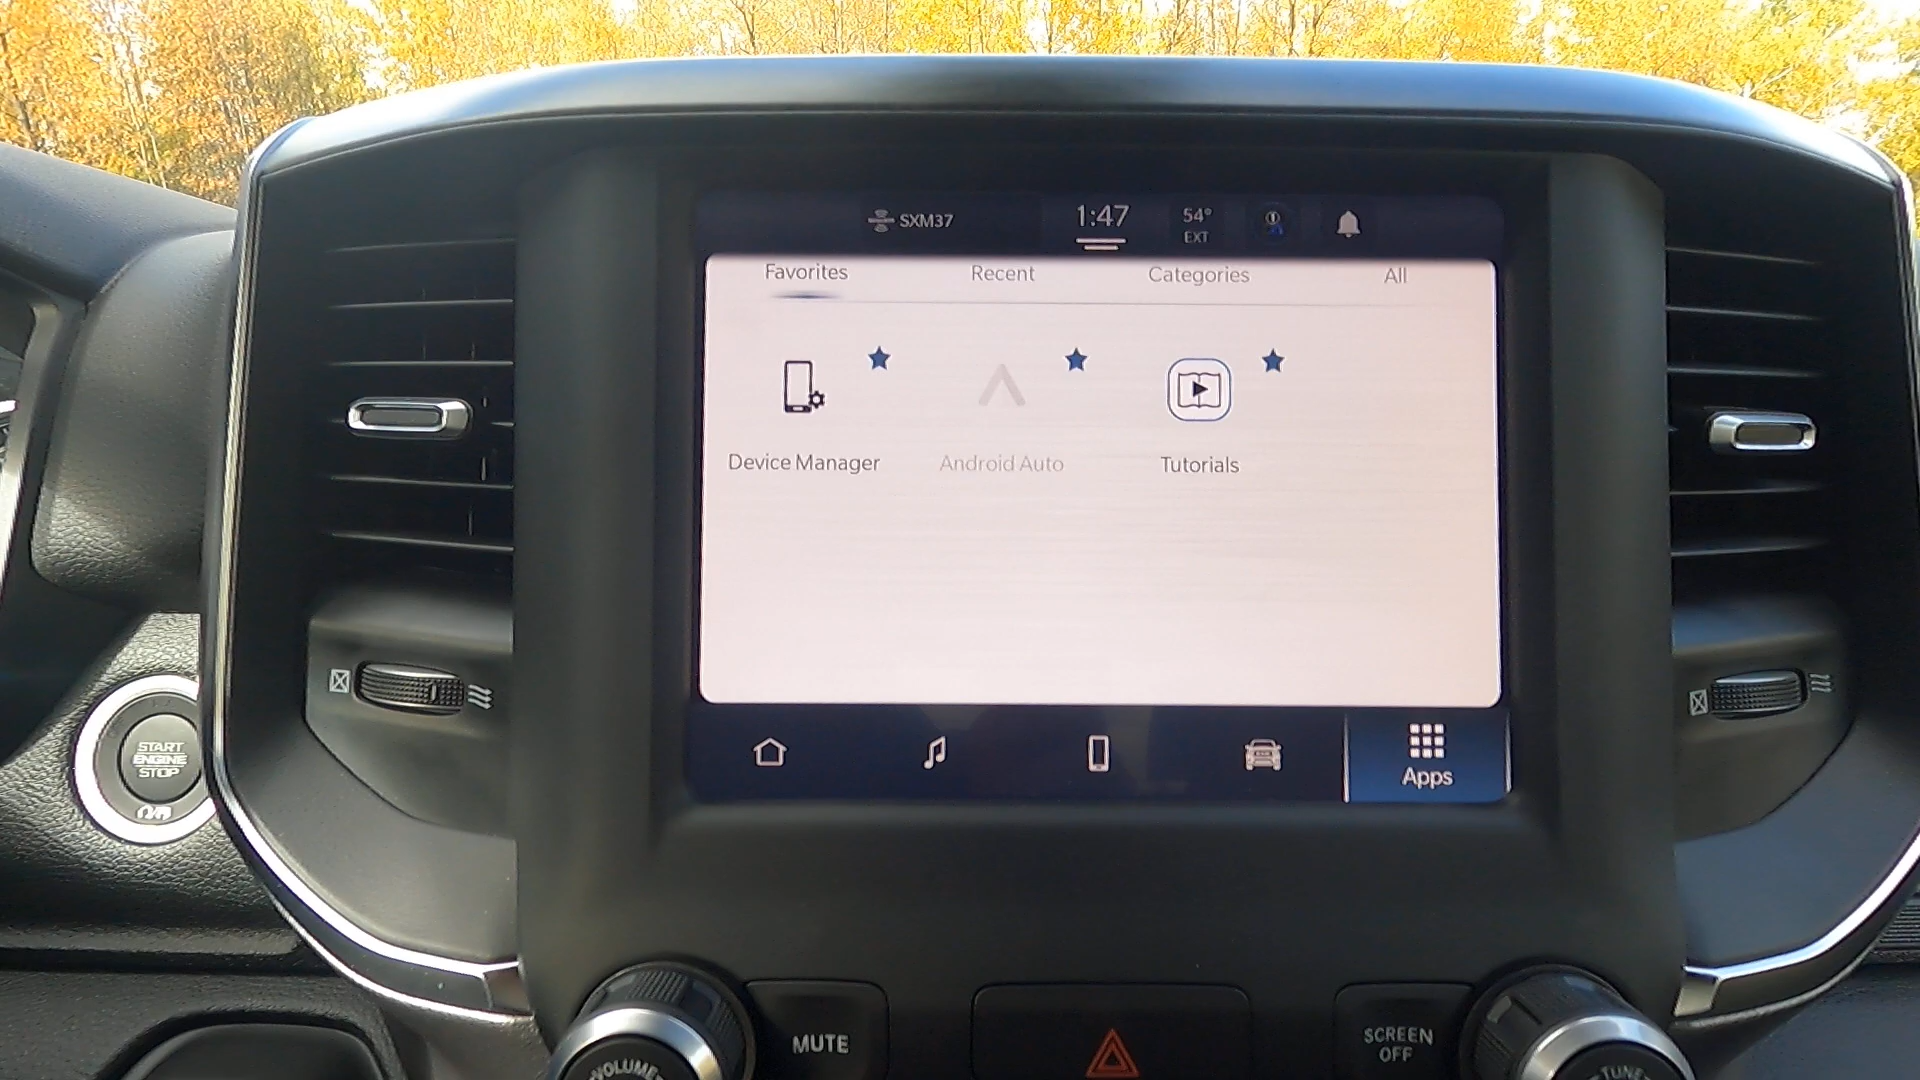 SXM37
1:47
54°
EXT
Favorites
Recent
Categories
All
Device Manager
Android Auto
Tutorials
Apps
START
ENGINE
STOP
MUTE
SCREEN
OFF
VOLUME
TUNE